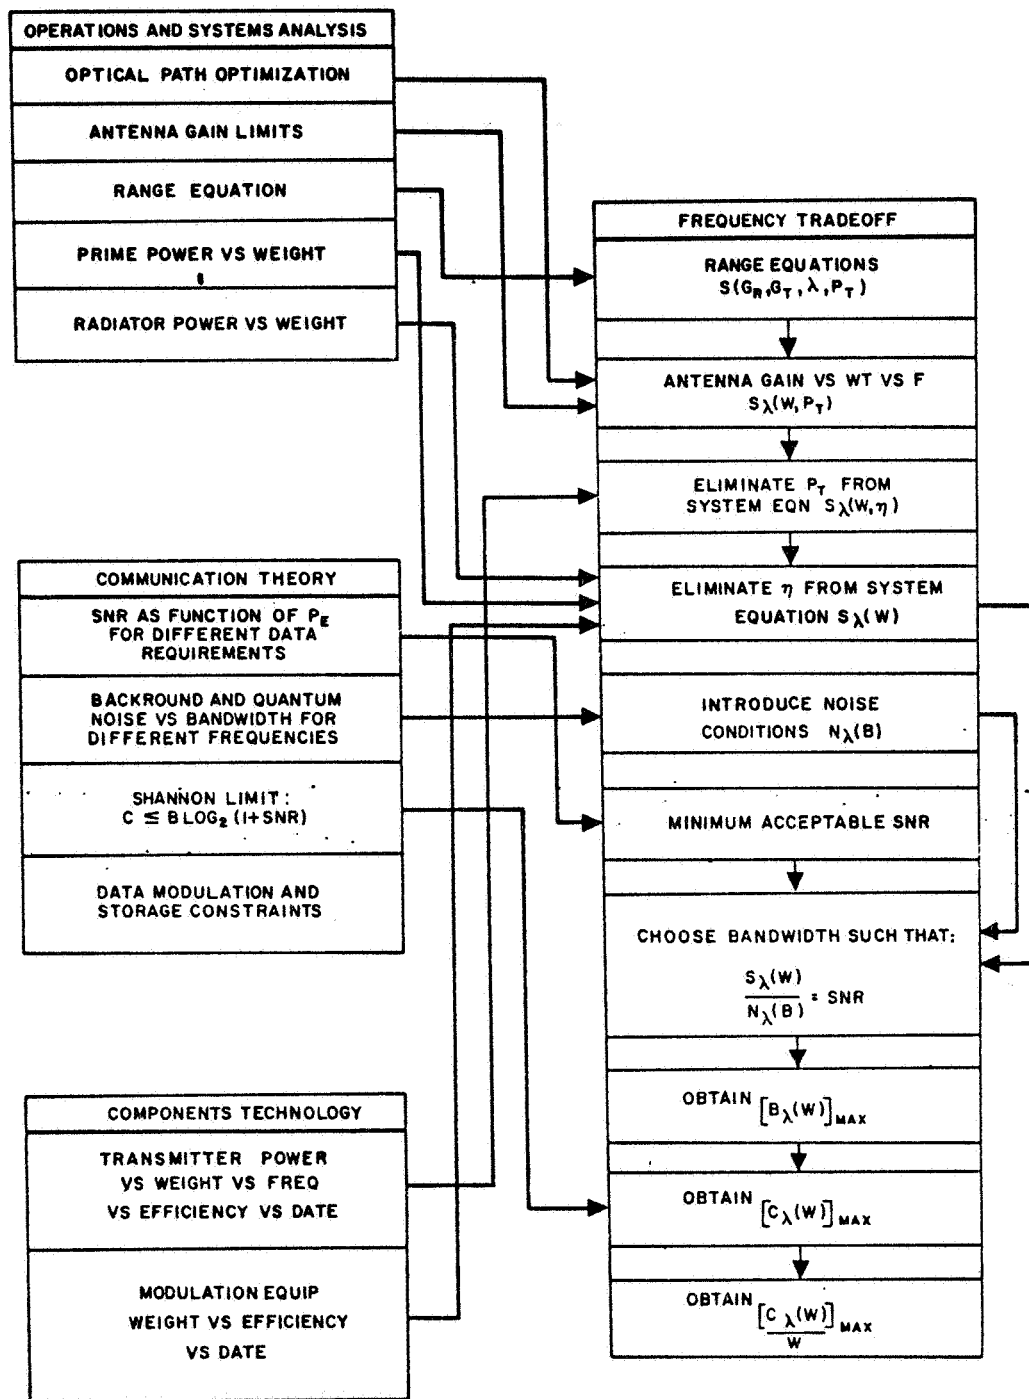 OPERATIONS AND SYSTEMS ANALYSIS
OPTICAL PATH OPTIMIZATION
ANTENNA GAIN LIMITS
RANGE EQUATION
PRIME POWER VS WEIGHT
RADIATOR POWER VS WEIGHT
COMMUNICATION THEORY
SNR AS FUNCTION OF P_E
FOR DIFFERENT DATA
REQUIREMENTS
BACKROUND AND QUANTUM
NOISE VS BANDWIDTH FOR
DIFFERENT FREQUENCIES
SHANNON LIMIT:
C ≦ B LOG₂ (1+SNR)
DATA MODULATION AND
STORAGE CONSTRAINTS
COMPONENTS TECHNOLOGY
TRANSMITTER POWER
VS WEIGHT VS FREQ
VS EFFICIENCY VS DATE
MODULATION EQUIP
WEIGHT VS EFFICIENCY
VS DATE
FREQUENCY TRADEOFF
RANGE EQUATIONS
S(G_R, G_T, λ, P_T)
ANTENNA GAIN VS WT VS F
S_λ(W, P_T)
ELIMINATE P_T FROM
SYSTEM EQN S_λ(W, η)
ELIMINATE η FROM SYSTEM
EQUATION S_λ(W)
INTRODUCE NOISE
CONDITIONS N_λ(B)
MINIMUM ACCEPTABLE SNR
CHOOSE BANDWIDTH SUCH THAT:
S_λ(W)
N_λ(B) = SNR
OBTAIN [B_λ(W)]_MAX
OBTAIN [C_λ(W)]_MAX
OBTAIN [C_λ(W)]_MAX
W